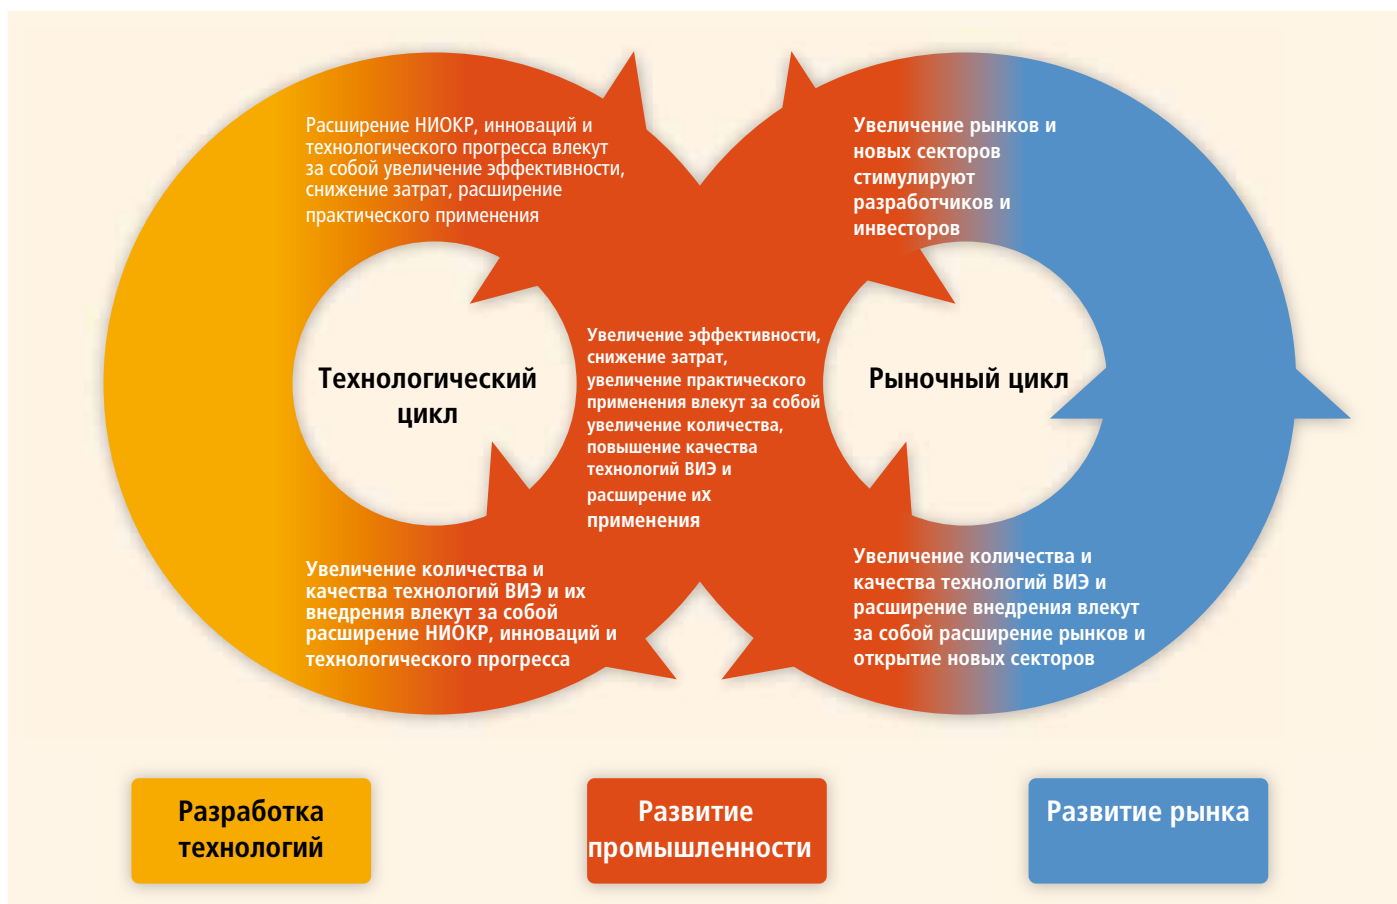 Расширение НИОКР, инноваций и
технологического прогресса влекут
за собой увеличение эффективности,
снижение затрат, расширение
практического применения
Увеличение рынков и
новых секторов
стимулируют
разработчиков и
инвесторов
Технологический
цикл
Увеличение эффективности,
снижение затрат,
увеличение практического
применения влекут за собой
увеличение количества,
повышение качества
технологий ВИЭ и
расширение их
применения
Рыночный цикл
Увеличение количества и
качества технологий ВИЭ и их
внедрения влекут за собой
расширение НИОКР, инноваций и
технологического прогресса
Увеличение количества и
качества технологий ВИЭ и
расширение внедрения влекут
за собой расширение рынков и
открытие новых секторов
Разработка
технологий
Развитие
промышленности
Развитие рынка